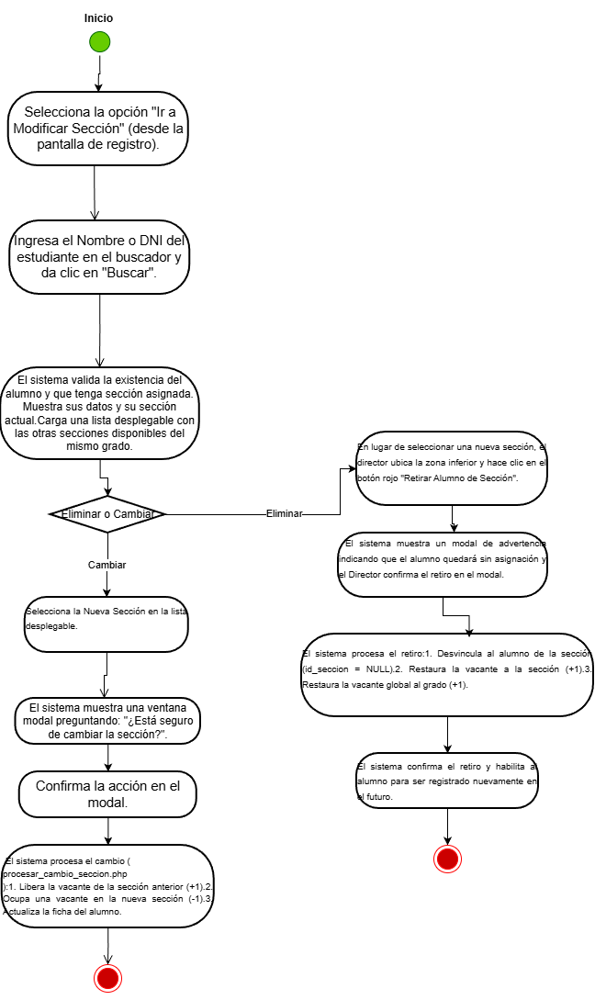 Inicio
Selecciona la opción "Ir a
Modificar Sección" (desde la
pantalla de registro).
Ingresa el Nombre o DNI del
estudiante en el buscador y
da clic en "Buscar".
El sistema valida la existencia del
alumno y que tenga sección asignada.
Muestra sus datos y su sección
actual.Carga una lista desplegable con
las otras secciones disponibles del
mismo grado.
Eliminar o Cambiar
Eliminar
Cambiar
Selecciona la Nueva Sección en la lista
desplegable.
El sistema muestra una ventana
modal preguntando: "¿Está seguro
de cambiar la sección?".
Confirma la acción en el
modal.
El sistema procesa el cambio (
procesar_cambio_seccion.php
):1. Libera la vacante de la sección anterior (+1).2.
Ocupa una vacante en la nueva sección (-1).3.
Actualiza la ficha del alumno.
En lugar de seleccionar una nueva sección, el
director ubica la zona inferior y hace clic en el
botón rojo "Retirar Alumno de Sección".
El sistema muestra un modal de advertencia
indicando que el alumno quedará sin asignación y
el Director confirma el retiro en el modal.
El sistema procesa el retiro:1. Desvincula al alumno de la sección
(id_seccion = NULL).2. Restaura la vacante a la sección (+1).3.
Restaura la vacante global al grado (+1).
El sistema confirma el retiro y habilita al
alumno para ser registrado nuevamente en
el futuro.